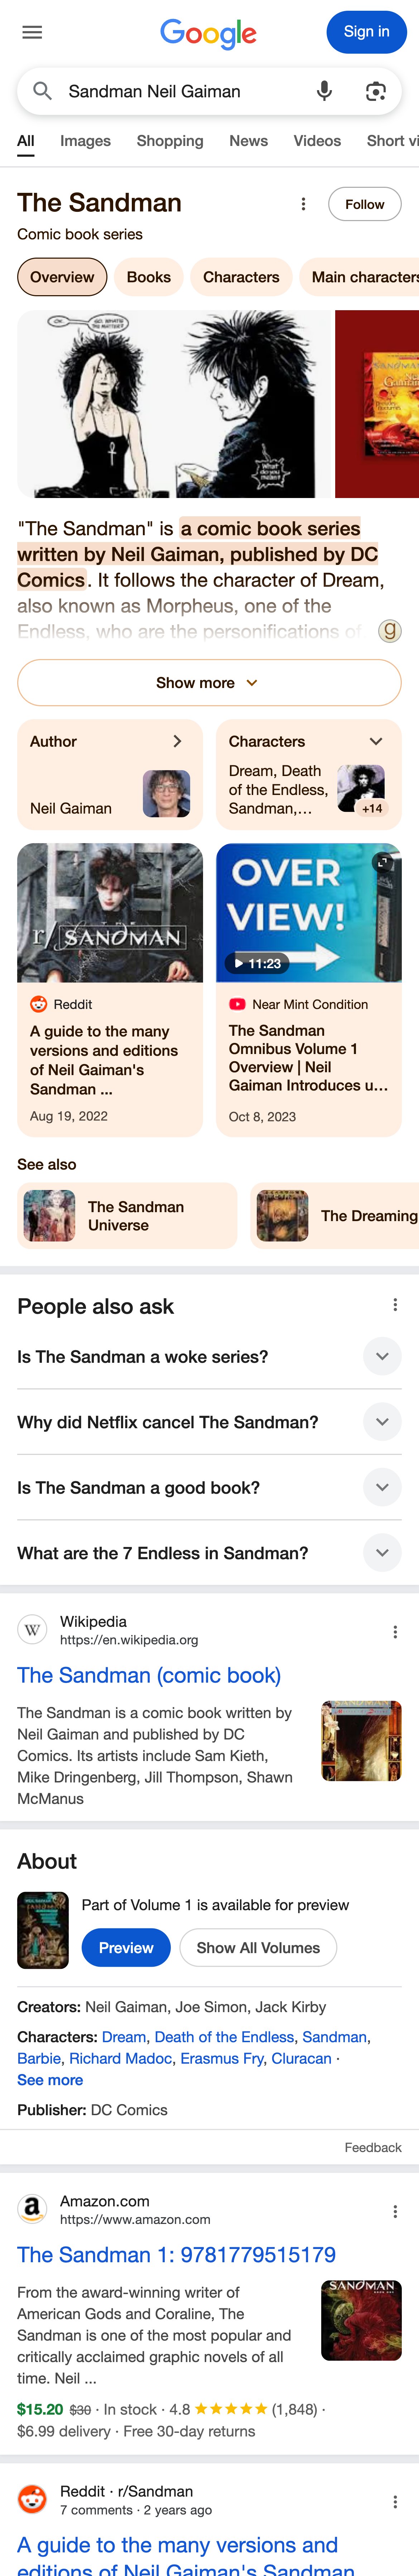 Google
Sign in
Sandman Neil Gaiman
All Images Shopping News Videos Short vi
The Sandman
Follow
Comic book series
Overview Books Characters Main characters
"The Sandman" is a comic book series
written by Neil Gaiman, published by DC
Comics. It follows the character of Dream,
also known as Morpheus, one of the
Endless, who are the personifications of
Show more
Author
Neil Gaiman
Characters
Dream, Death
of the Endless,
Sandman,...
+14
r/ SANDMAN
Reddit
A guide to the many
versions and editions
of Neil Gaiman's
Sandman ...
Aug 19, 2022
OVER
VIEW!
11:23
Near Mint Condition
The Sandman
Omnibus Volume 1
Overview | Neil
Gaiman Introduces u...
Oct 8, 2023
See also
The Sandman
Universe
The Dreaming
People also ask
Is The Sandman a woke series?
Why did Netflix cancel The Sandman?
Is The Sandman a good book?
What are the 7 Endless in Sandman?
W
Wikipedia
https://en.wikipedia.org
The Sandman (comic book)
The Sandman is a comic book written by
Neil Gaiman and published by DC
Comics. Its artists include Sam Kieth,
Mike Dringenberg, Jill Thompson, Shawn
McManus
About
Part of Volume 1 is available for preview
Preview Show All Volumes
Creators: Neil Gaiman, Joe Simon, Jack Kirby
Characters: Dream, Death of the Endless, Sandman,
Barbie, Richard Madoc, Erasmus Fry, Cluracan ·
See more
Publisher: DC Comics
Feedback
a
Amazon.com
https://www.amazon.com
The Sandman 1: 9781779515179
From the award-winning writer of
American Gods and Coraline, The
Sandman is one of the most popular and
critically acclaimed graphic novels of all
time. Neil ...
SANDMAN
$15.20 $30 · In stock · 4.8 ★★★★★ (1,848) ·
$6.99 delivery · Free 30-day returns
Reddit · r/Sandman
7 comments · 2 years ago
A guide to the many versions and
editions of Neil Gaiman's Sandman